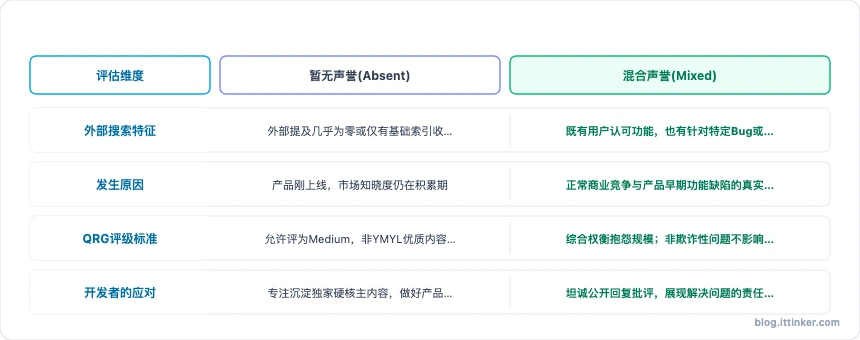 评估维度
暂无声誉(Absent)
混合声誉(Mixed)
外部搜索特征
外部提及几乎为零或仅有基础索引收...
既有用户认可功能，也有针对特定Bug或...
发生原因
产品刚上线，市场知晓度仍在积累期
正常商业竞争与产品早期功能缺陷的真实...
QRG评级标准
允许评为Medium，非YMYL优质内容...
综合权衡抱怨规模；非欺诈性问题不影响...
开发者的应对
专注沉淀独家硬核主内容，做好产品...
坦诚公开回复批评，展现解决问题的责任...
blog.ittinker.com